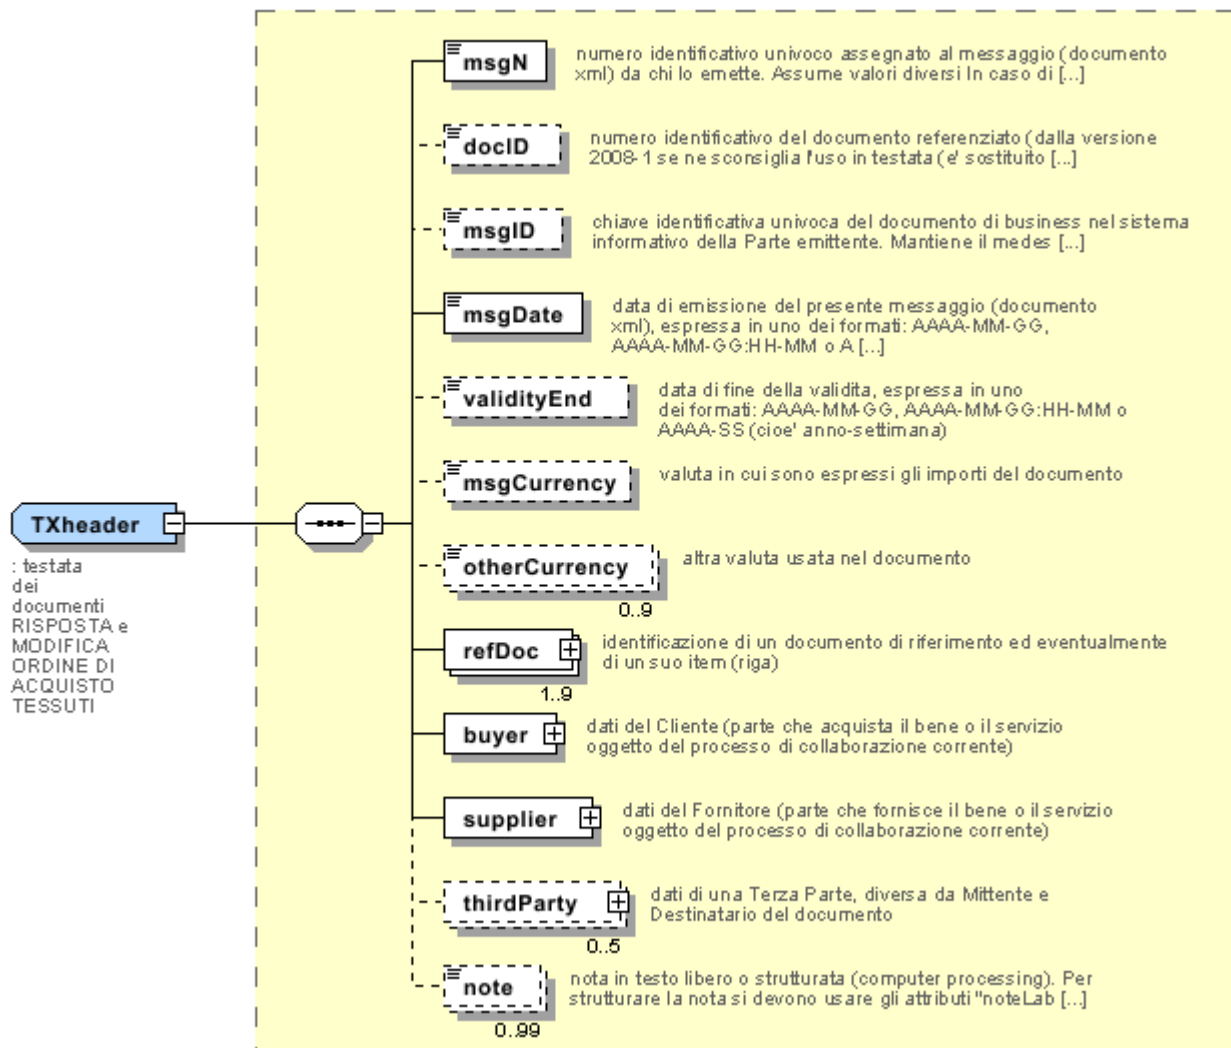 msgN
numero identificativo univoco assegnato al messaggio (documento
xml) da chi lo emette. Assume valori diversi In caso di [...]
docID
numero identificativo del documento referenziato (dalla versione
2008-1 se ne sconsiglia l'uso in testata (e' sostituito [...]
msgID
chiave identificativa univoca del documento di business nel sistema
informativo della Parte emittente. Mantiene il medes [...]
msgDate
data di emissione del presente messaggio (documento
xml), espressa in uno dei formati: AAAA-MM-GG,
AAAA-MM-GG:HH-MM o A [...]
validityEnd
data di fine della validita, espressa in uno
dei formati: AAAA-MM-GG, AAAA-MM-GG:HH-MM o
AAAA-SS (cioe' anno-settimana)
msgCurrency
valuta in cui sono espressi gli importi del documento
TXheader
: testata
dei
documenti
RISPOSTA e
MODIFICA
ORDINE DI
ACQUISTO
TESSUTI
otherCurrency
altra valuta usata nel documento
0..9
refDoc
identificazione di un documento di riferimento ed eventualmente
di un suo item (riga)
1..9
buyer
dati del Cliente (parte che acquista il bene o il servizio
oggetto del processo di collaborazione corrente)
supplier
dati del Fornitore (parte che fornisce il bene o il servizio
oggetto del processo di collaborazione corrente)
thirdParty
dati di una Terza Parte, diversa da Mittente e
Destinatario del documento
0..5
note
nota in testo libero o strutturata (computer processing). Per
strutturare la nota si devono usare gli attributi "noteLab [...]
0..99